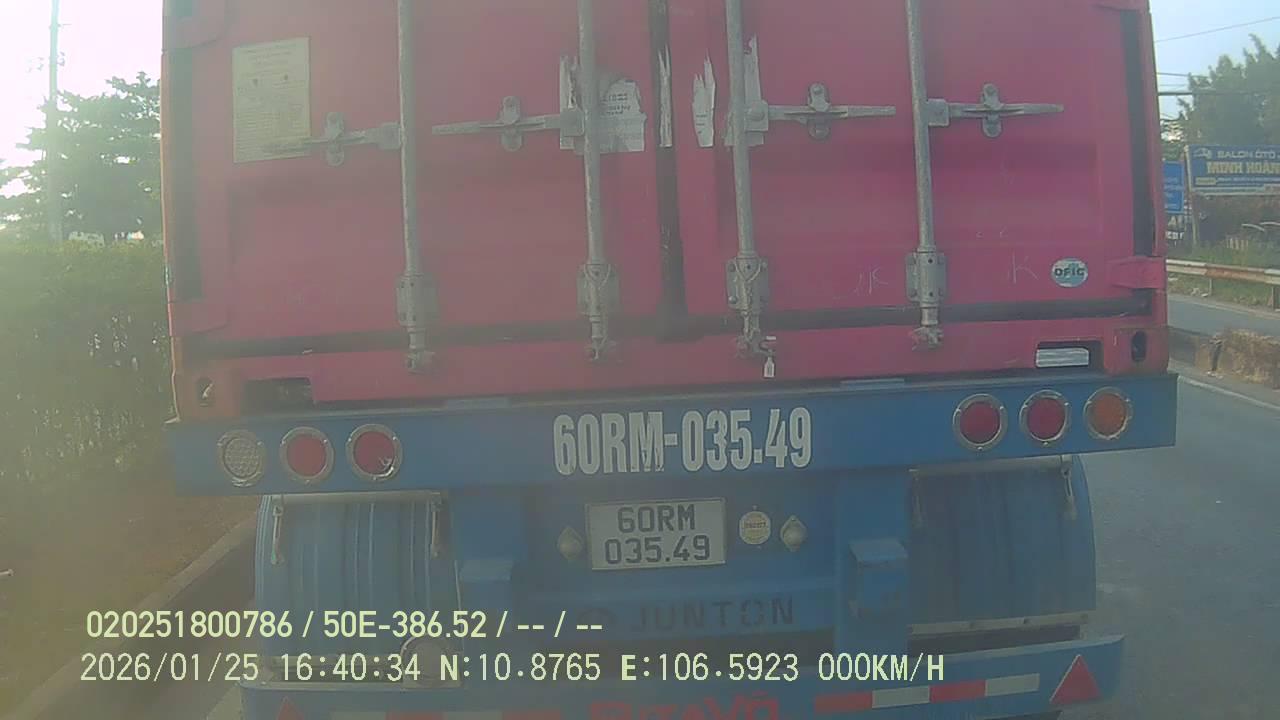 SALON ÔTÔ
MINH HOÀN
OFIC
60RM-035.49
60RM
035.49
JUNTON
020251800786 / 50E-386.52 / -- / --
2026/01/25 16:40:34 N:10.8765 E:106.5923 000KM/H